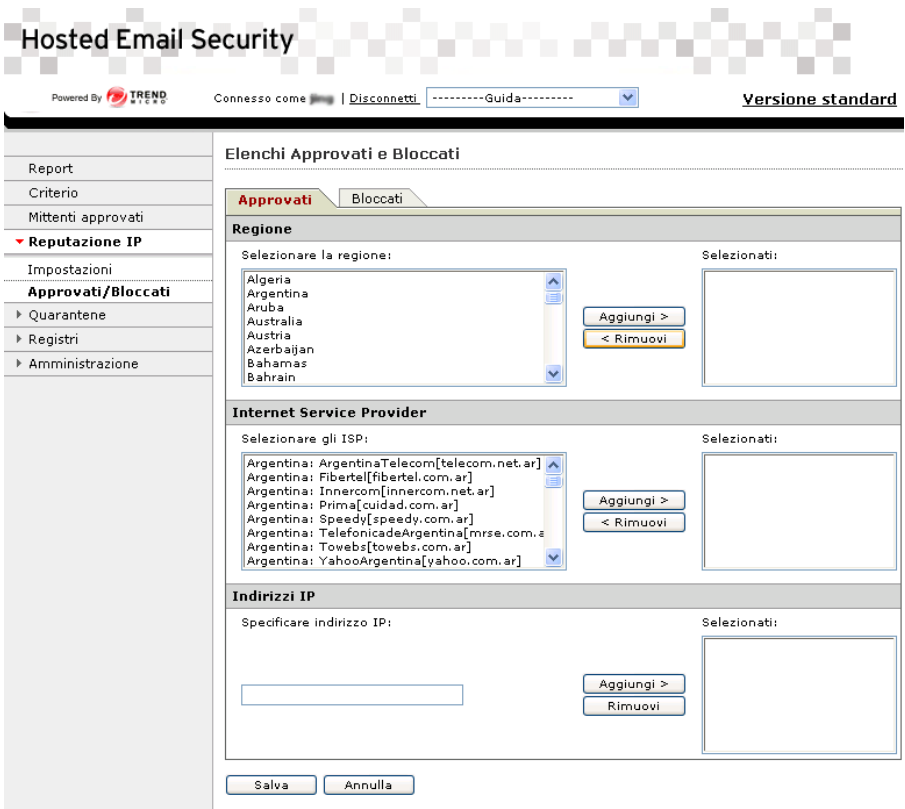 Hosted Email Security
Powered By TREND MICRO
Connesso come | Disconnetti ---------Guida---------
Versione standard
Report
Criterio
Mittenti approvati
Reputazione IP
Impostazioni
Approvati/Bloccati
Quarantene
Registri
Amministrazione
Elenchi Approvati e Bloccati
Approvati Bloccati
Regione
Selezionare la regione: Selezionati:
Algeria
Argentina
Aruba
Australia
Austria
Azerbaijan
Bahamas
Bahrain
Aggiungi >
< Rimuovi
Internet Service Provider
Selezionare gli ISP: Selezionati:
Argentina: ArgentinaTelecom[telecom.net.ar]
Argentina: Fibertel[fibertel.com.ar]
Argentina: Innercom[innercom.net.ar]
Argentina: Prima[cuidad.com.ar]
Argentina: Speedy[speedy.com.ar]
Argentina: TelefonicadeArgentina[mrse.com.a
Argentina: Towebs[towebs.com.ar]
Argentina: YahooArgentina[yahoo.com.ar]
Aggiungi >
< Rimuovi
Indirizzi IP
Specificare indirizzo IP: Selezionati:
Aggiungi >
Rimuovi
Salva Annulla